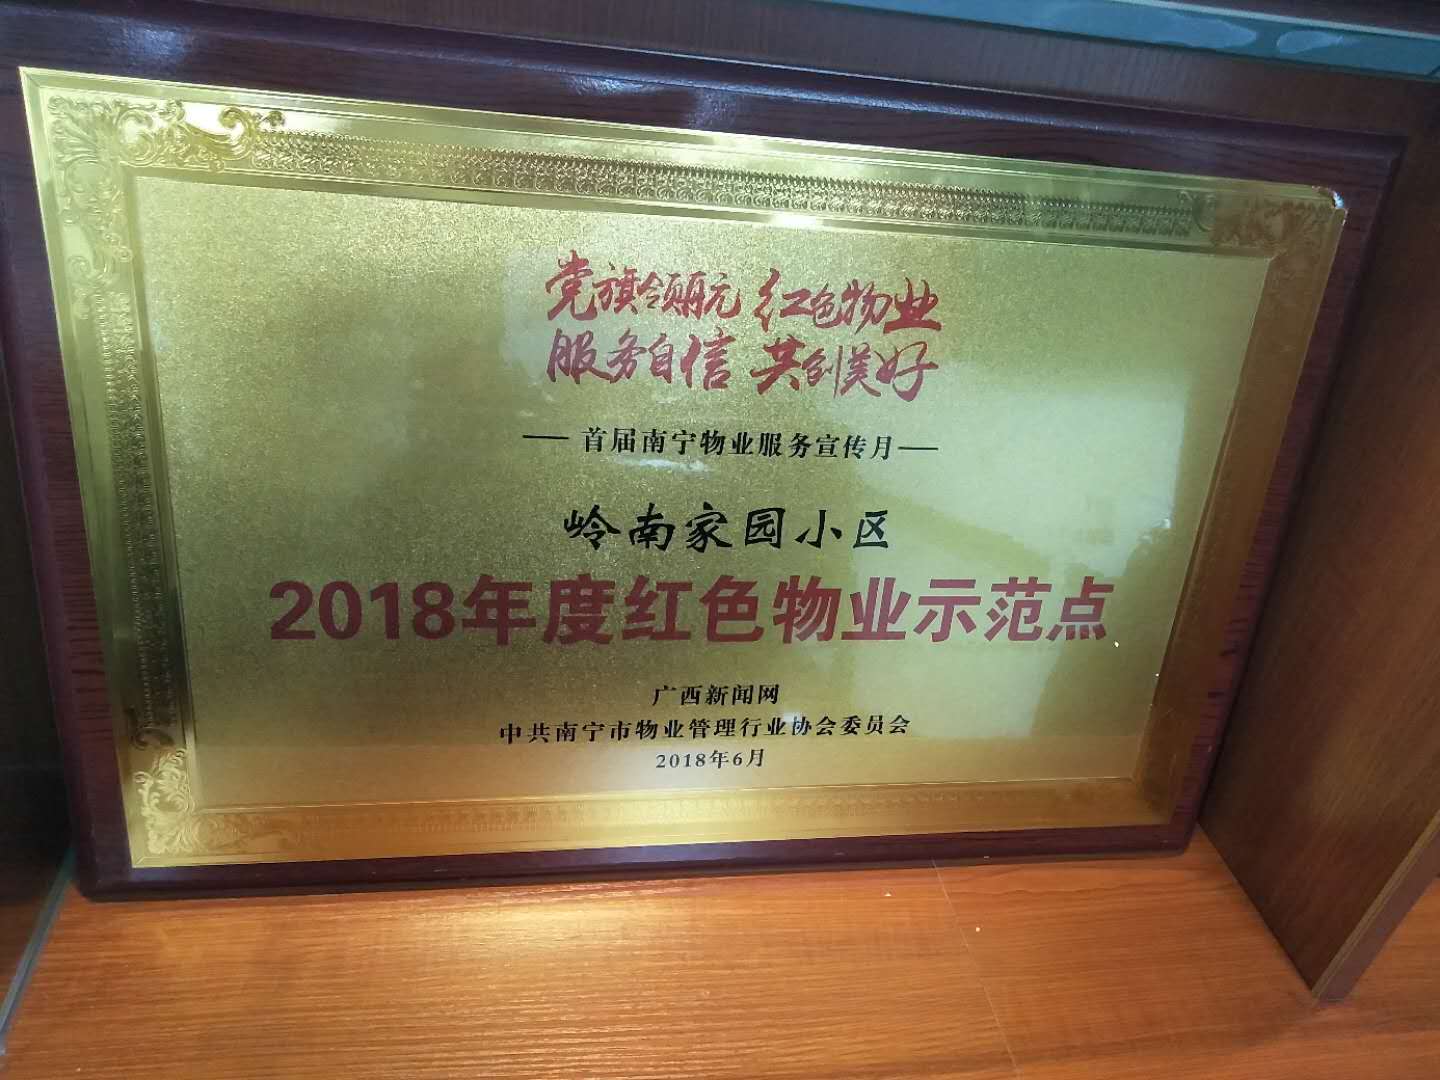 党旗领航 红色物业
服务自信 共创美好
—— 首届南宁物业服务宣传月 ——
岭南家园小区
2018年度红色物业示范点
广西新闻网
中共南宁市物业管理行业协会委员会
2018年6月